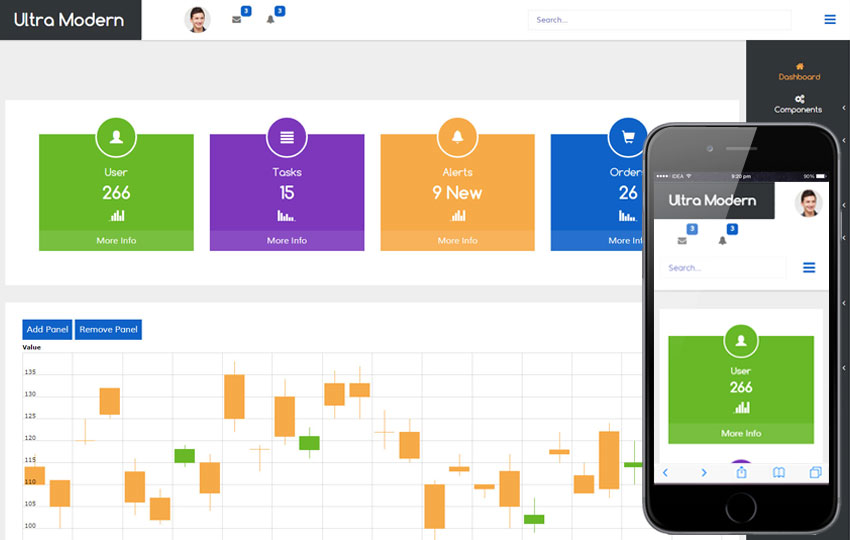 Ultra Modern
3
3
Search...
Dashboard
Components
User
266
More Info
Tasks
15
More Info
Alerts
9 New
More Info
Order
26
More Inf
Add Panel
Remove Panel
Value
135
130
125
120
115
110
105
100
IDEA
9:20 pm
90%
Ultra Modern
3
3
Search...
User
266
More Info